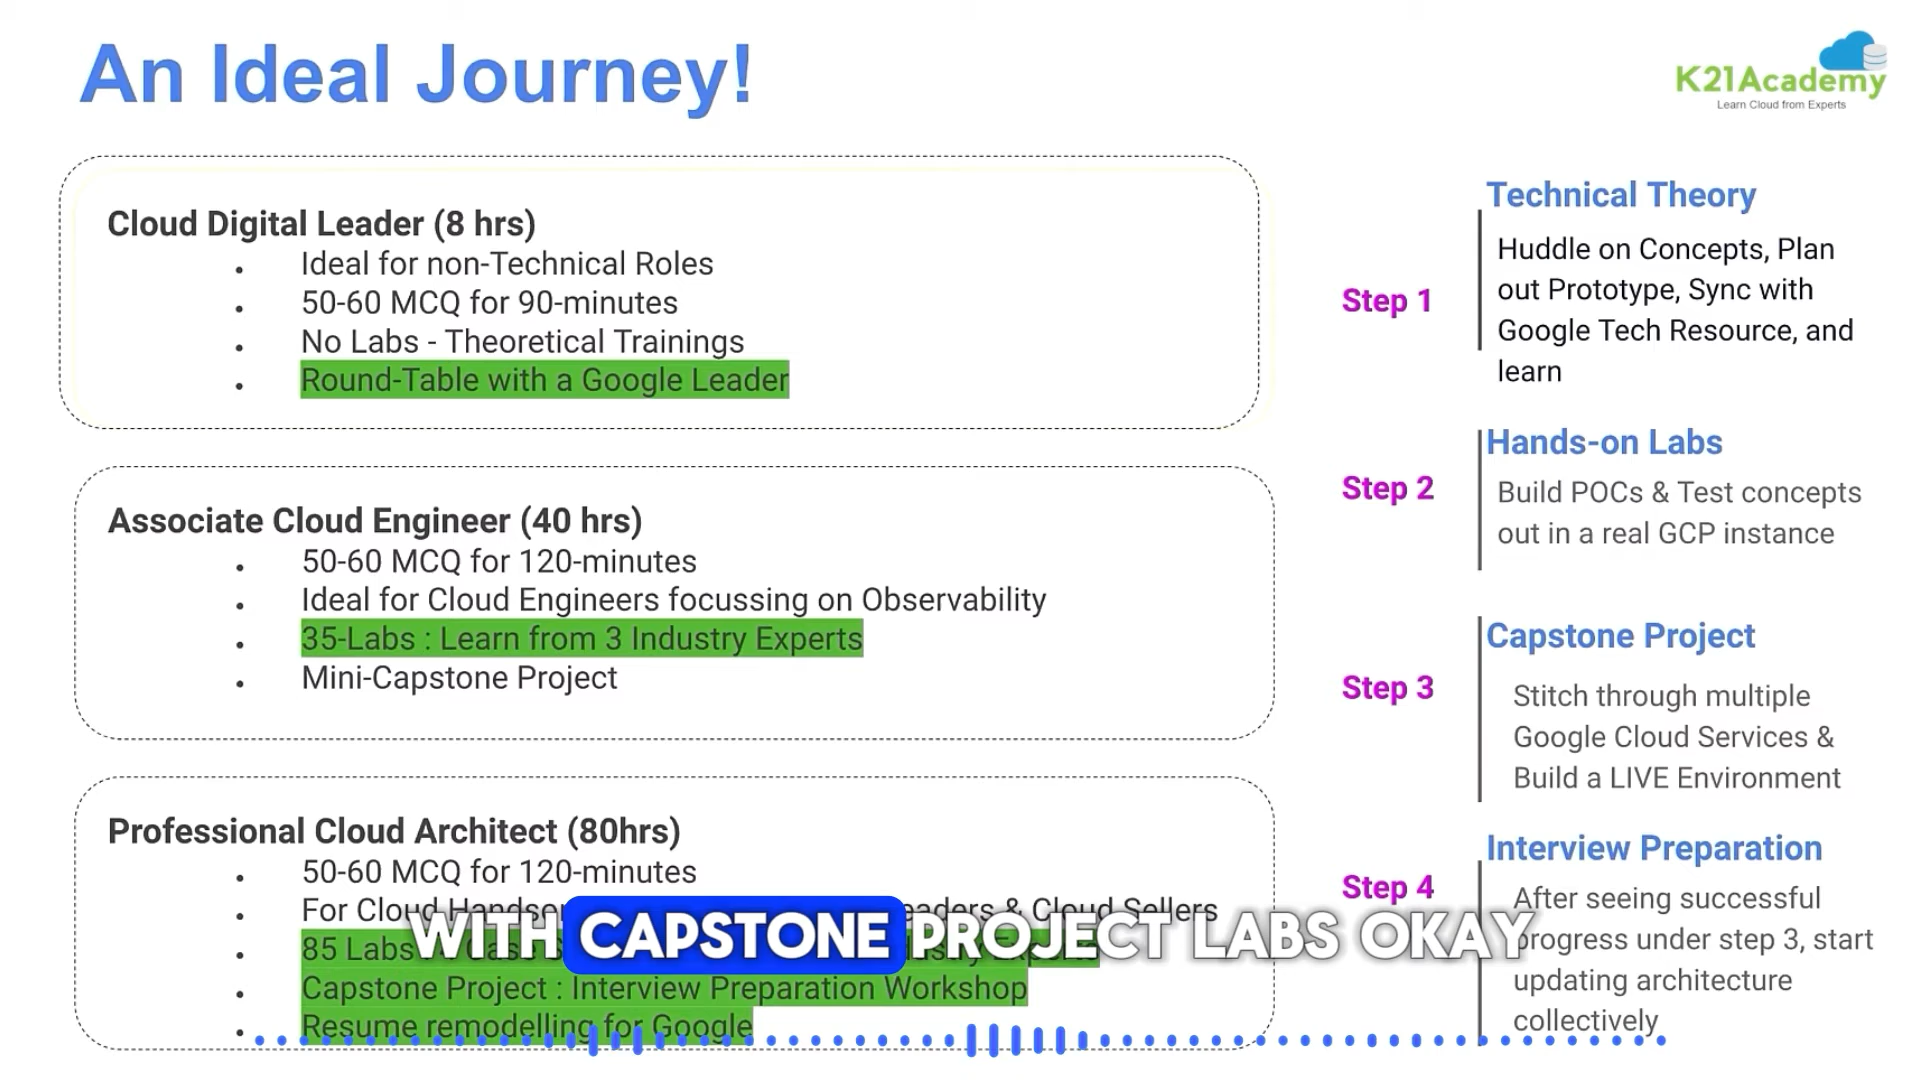 An Ideal Journey!
K21Academy
Learn Cloud from Experts
Cloud Digital Leader (8 hrs)
• Ideal for non-Technical Roles
• 50-60 MCQ for 90-minutes
• No Labs - Theoretical Trainings
• Round-Table with a Google Leader
Associate Cloud Engineer (40 hrs)
• 50-60 MCQ for 120-minutes
• Ideal for Cloud Engineers focussing on Observability
• 35-Labs : Learn from 3 Industry Experts
• Mini-Capstone Project
Professional Cloud Architect (80hrs)
• 50-60 MCQ for 120-minutes
• For Cloud & Cloud Sellers
• 85 Labs
• Capstone Project : Interview Preparation Workshop
• Resume remodelling for Google
WITH CAPSTONE PROJECT LABS OKAY
Step 1
Technical Theory
Huddle on Concepts, Plan
out Prototype, Sync with
Google Tech Resource, and
learn
Step 2
Hands-on Labs
Build POCs & Test concepts
out in a real GCP instance
Step 3
Capstone Project
Stitch through multiple
Google Cloud Services &
Build a LIVE Environment
Step 4
Interview Preparation
After seeing successful
progress under step 3, start
updating architecture
collectively